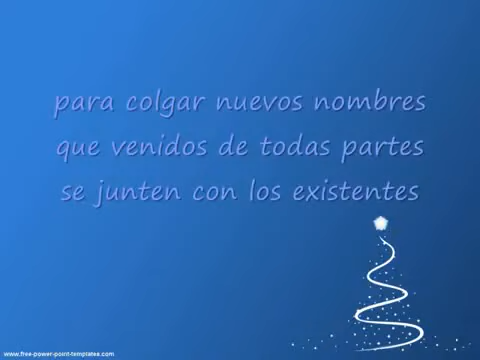 para colgar nuevos nombres
que venidos de todas partes
se junten con los existentes
www.free-power-point-templates.com